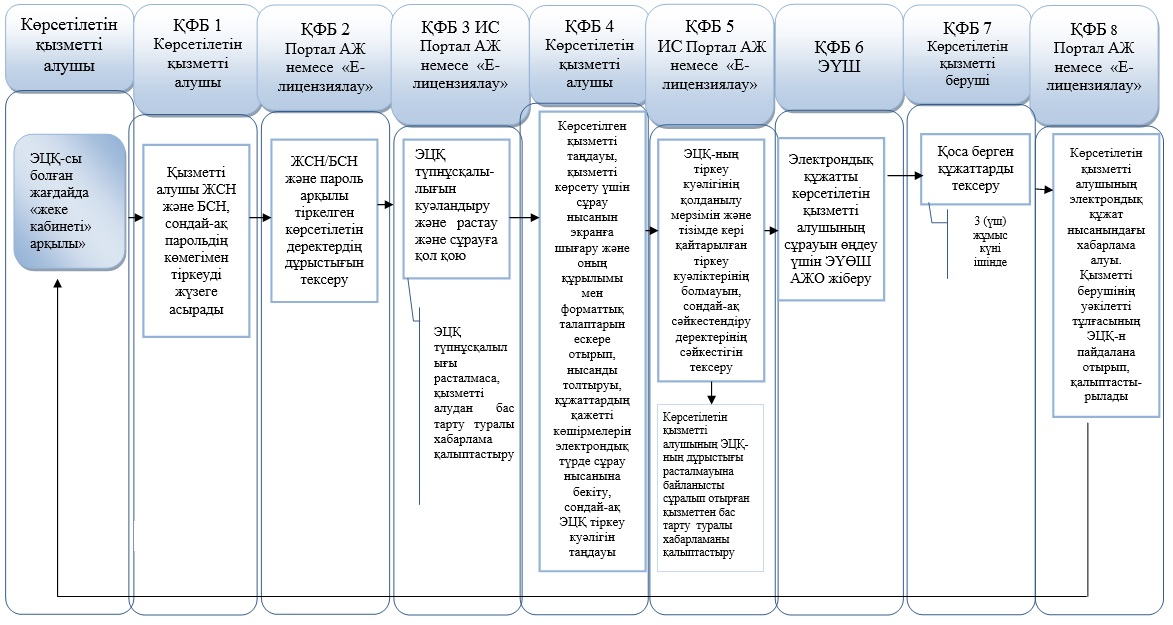 Көрсетілетін
қызметті
алушы
ЭЦҚ-сы
болған
жағдайда
«жеке
кабинеті»
арқылы»
ҚФБ 1
Көрсетілетін
қызметті
алушы
Қызметті
алушы ЖСН
және БСН,
сондай-ақ
парольдің
көмегімен
тіркеуді
жүзеге
асырады
ҚФБ 2
Портал АЖ
немесе «Е-
лицензиялау»
ЖСН/БСН
және пароль
арқылы
тіркелген
көрсетілетін
деректердің
дұрыстығын
тексеру
ҚФБ 3 ИС
Портал АЖ
немесе «Е-
лицензиялау»
ЭЦҚ
түпнұсқалы-
лығын
куәландыру
және растау
және сұрауға
қол қою
ЭЦҚ
түпнұсқалыл
ығы
расталмаса,
қызметті
алудан бас
тарту туралы
хабарлама
қалыптастыру
ҚФБ 4
Көрсетілетін
қызметті
алушы
Көрсетілген
қызметті
таңдауы,
қызметті
көрсету үшін
сұрау
нысанын
экранға
шығару және
оның
құрылымы
мен
форматтық
талаптарын
ескере
отырып,
нысанды
толтыруы,
құжаттардың
қажетті
көшірмелерін
электрондық
түрде сұрау
нысанына
бекіту,
сондай-ақ
ЭЦҚ тіркеу
куәлігін
таңдауы
ҚФБ 5
ИС Портал АЖ
немесе «Е-
лицензиялау»
ЭЦҚ-ның
тіркеу
куәлігінің
қолданылу
мерзімін және
тізімде кері
қайтарылған
тіркеу
куәліктерінің
болмауын,
сондай-ақ
сәйкестендіру
деректерінің
сәйкестігін
тексеру
Көрсетілетін
қызметті
алушының ЭЦҚ-
ның дұрыстығы
расталмауына
байланысты
сұралып отырған
қызметтен бас
тарту туралы
хабарламаны
қалыптастыру
ҚФБ 6
ЭҮШ
Электрондық
құжатты
көрсетілетін
қызметті
алушының
сұрауын өңдеу
үшін ЭҮӨШ
АЖО жіберу
ҚФБ 7
Көрсетілетін
қызметті
беруші
Қоса берген
құжаттарды
тексеру
3 (үш)
жұмыс
күні
ішінде
ҚФБ 8
Портал АЖ
немесе «Е-
лицензиялау»
Көрсетілетін
қызметті
алушының
электрондық
құжат
нысанындағы
хабарлама
алуы.
Қызметті
берушінің
уәкілетті
тұлғасының
ЭЦҚ-н
пайдалана
отырып,
қалыптасты-
рылады